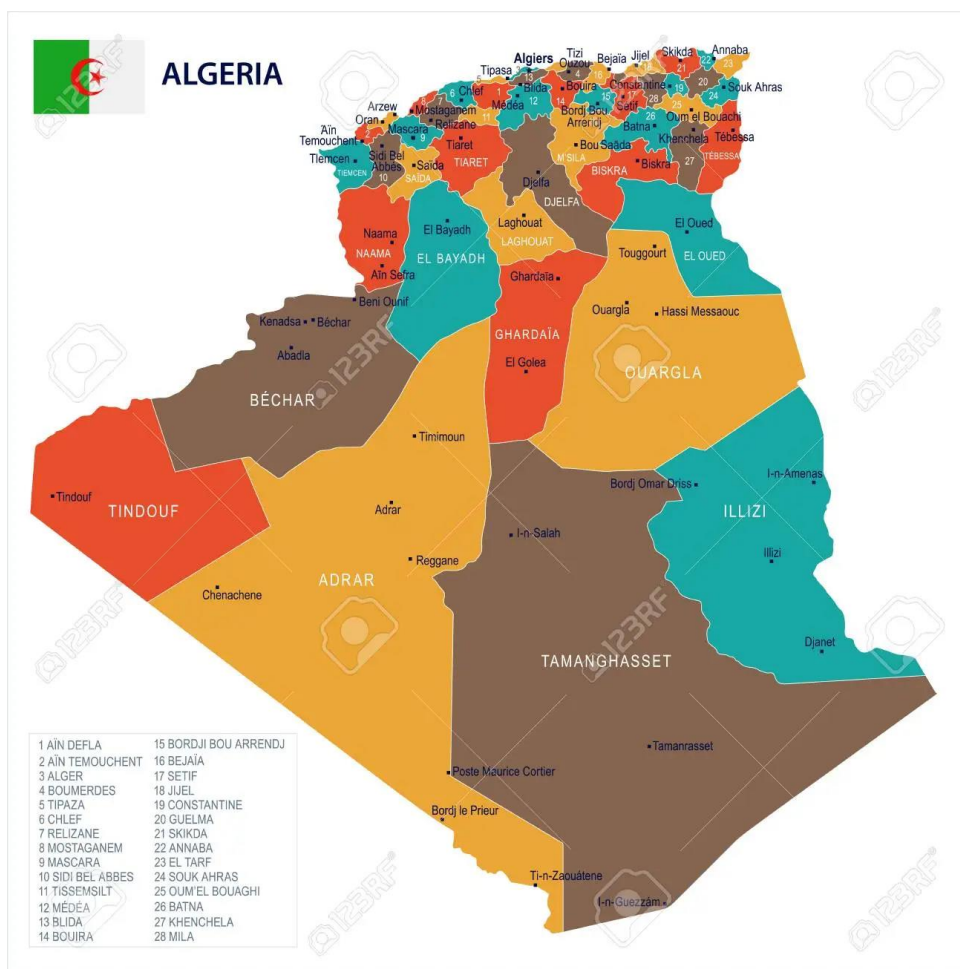 ALGERIA
Algiers
Tizi
Ouzou
Bejaïa
Jijel
Skikda
Annaba
Tipasa
Blida
Bouira
Constantine
Souk Ahras
Chlef
Médéa
Setif
Arzew
Mostaganem
Bordj Bou
Arrendj
Oum el Bouachi
Oran
Relizane
Batna
Aïn
Temouchent
Mascara
Tiaret
Bou Saâda
Khenchela
Tébessa
Tlemcen
Sidi Bel
Abbès
Saïda
TIARET
M'SILA
Biskra
TÉBESSA
TIEMCEN
SAÏDA
Djelfa
BISKRA
DJELFA
Naama
El Bayadh
Laghouat
El Oued
NAAMA
EL BAYADH
LAGHOUAT
Touggourt
EL OUED
Aïn Sefra
Ghardaïa
Beni Ounif
Ouargla
Hassi Messaouc
Kenadsa
Béchar
GHARDAÏA
Abadla
El Golea
OUARGLA
BÉCHAR
Timimoun
I-n-Amenas
Tindouf
Bordj Omar Driss
TINDOUF
Adrar
ILLIZI
I-n-Salah
Reggane
Illizi
ADRAR
Chenachene
Djanet
TAMANGHASSET
Tamanrasset
Poste Maurice Cortier
Bordj le Prieur
Ti-n-Zaouátene
I-n-Guezzám
1 AÏN DEFLA
2 AÏN TEMOUCHENT
3 ALGER
4 BOUMERDES
5 TIPAZA
6 CHLEF
7 RELIZANE
8 MOSTAGANEM
9 MASCARA
10 SIDI BEL ABBES
11 TISSEMSILT
12 MÉDÉA
13 BLIDA
14 BOUIRA
15 BORDJI BOU ARRENDJ
16 BEJAÏA
17 SETIF
18 JIJEL
19 CONSTANTINE
20 GUELMA
21 SKIKDA
22 ANNABA
23 EL TARF
24 SOUK AHRAS
25 OUM'EL BOUAGHI
26 BATNA
27 KHENCHELA
28 MILA
123RF